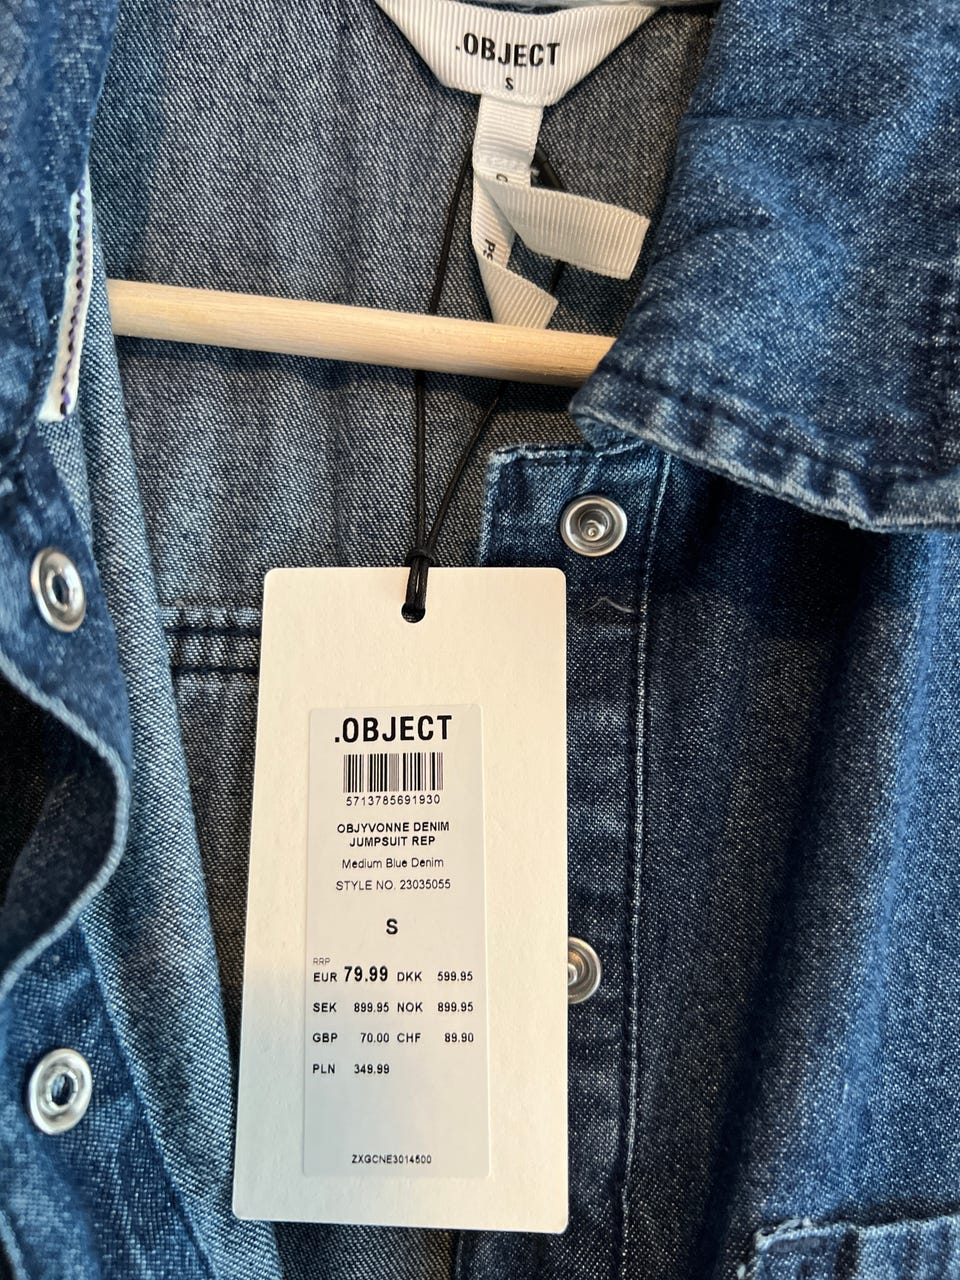 .OBJECT
S
.OBJECT
5713785691930
OBJYVONNE DENIM
JUMPSUIT REP
Medium Blue Denim
STYLE NO. 23035055
S
RRP
EUR 79.99 DKK 599.95
SEK 899.95 NOK 899.95
GBP 70.00 CHF 89.90
PLN 349.99
ZXGCNE3014500